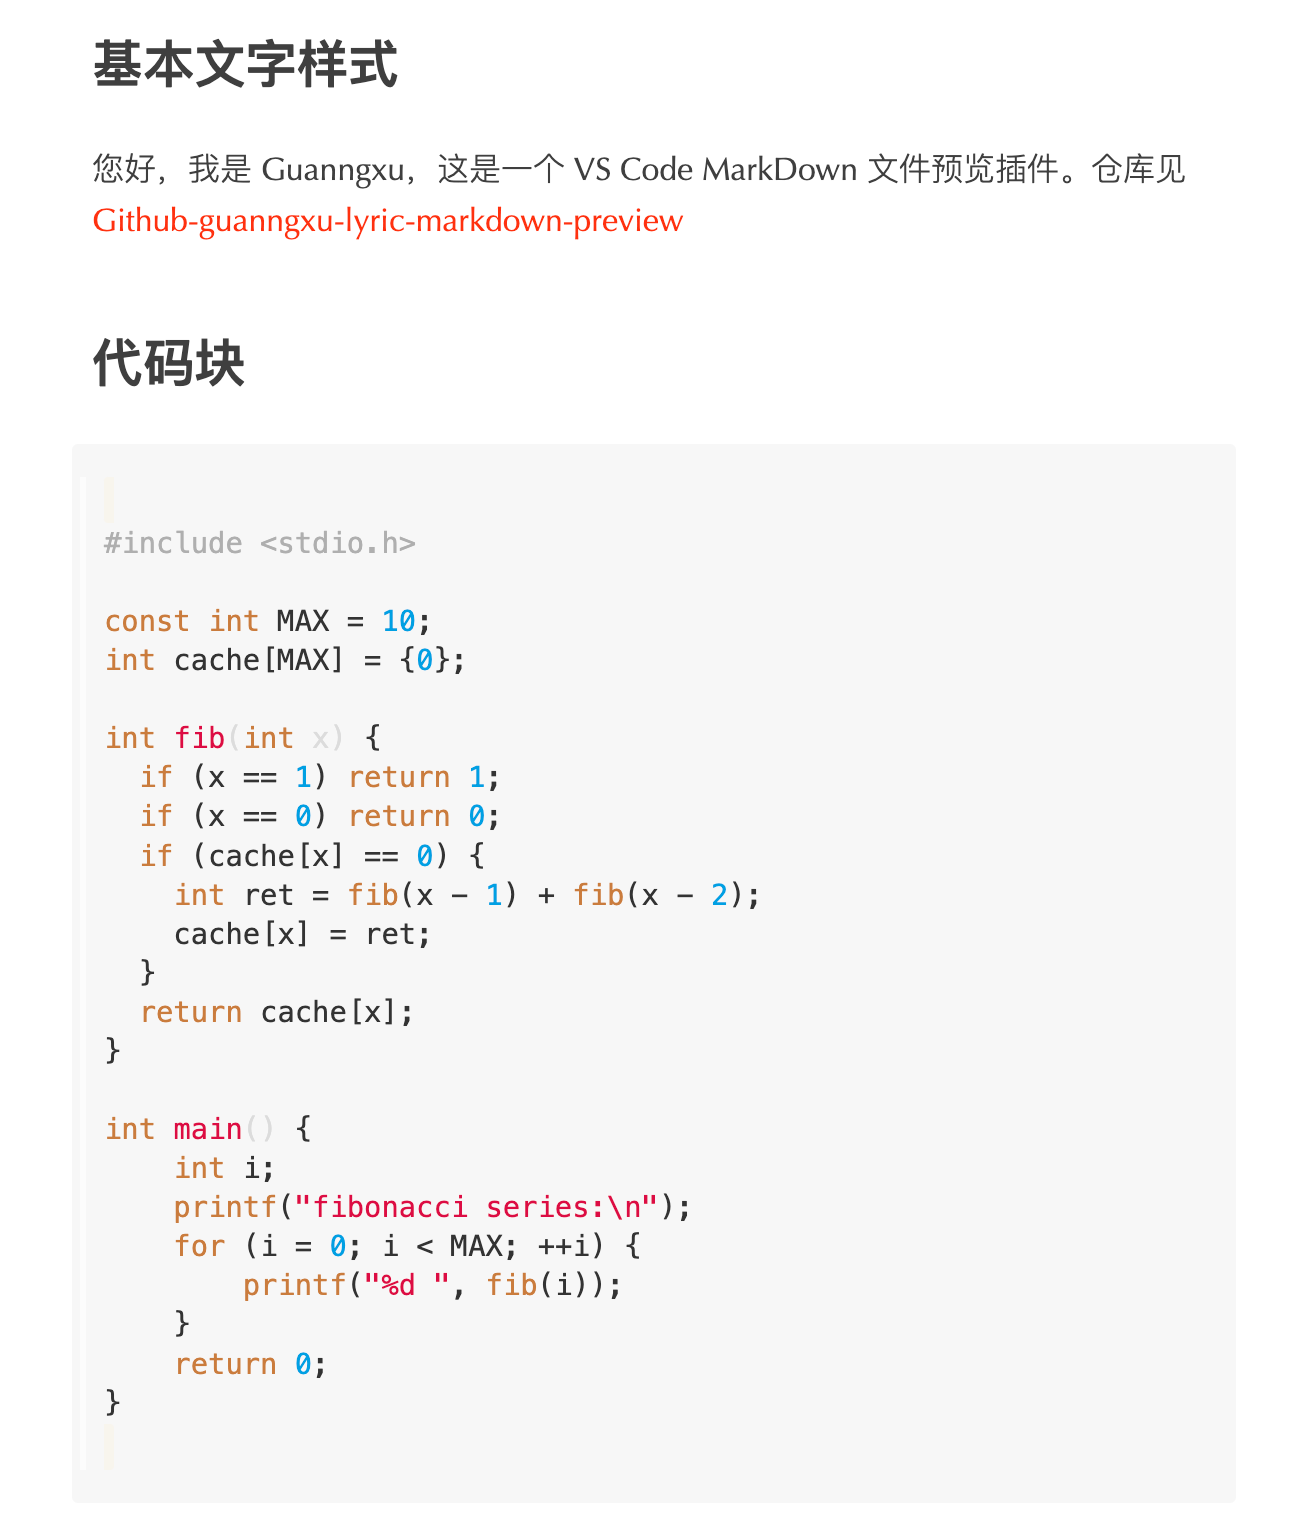 基本文字样式
您好，我是 Guanngxu，这是一个 VS Code MarkDown 文件预览插件。仓库见
Github-guanngxu-lyric-markdown-preview
代码块
#include <stdio.h>
const int MAX = 10;
int cache[MAX] = {0};
int fib(int x) {
  if (x == 1) return 1;
  if (x == 0) return 0;
  if (cache[x] == 0) {
    int ret = fib(x - 1) + fib(x - 2);
    cache[x] = ret;
  }
  return cache[x];
}
int main() {
    int i;
    printf("fibonacci series:\n");
    for (i = 0; i < MAX; ++i) {
        printf("%d ", fib(i));
    }
    return 0;
}